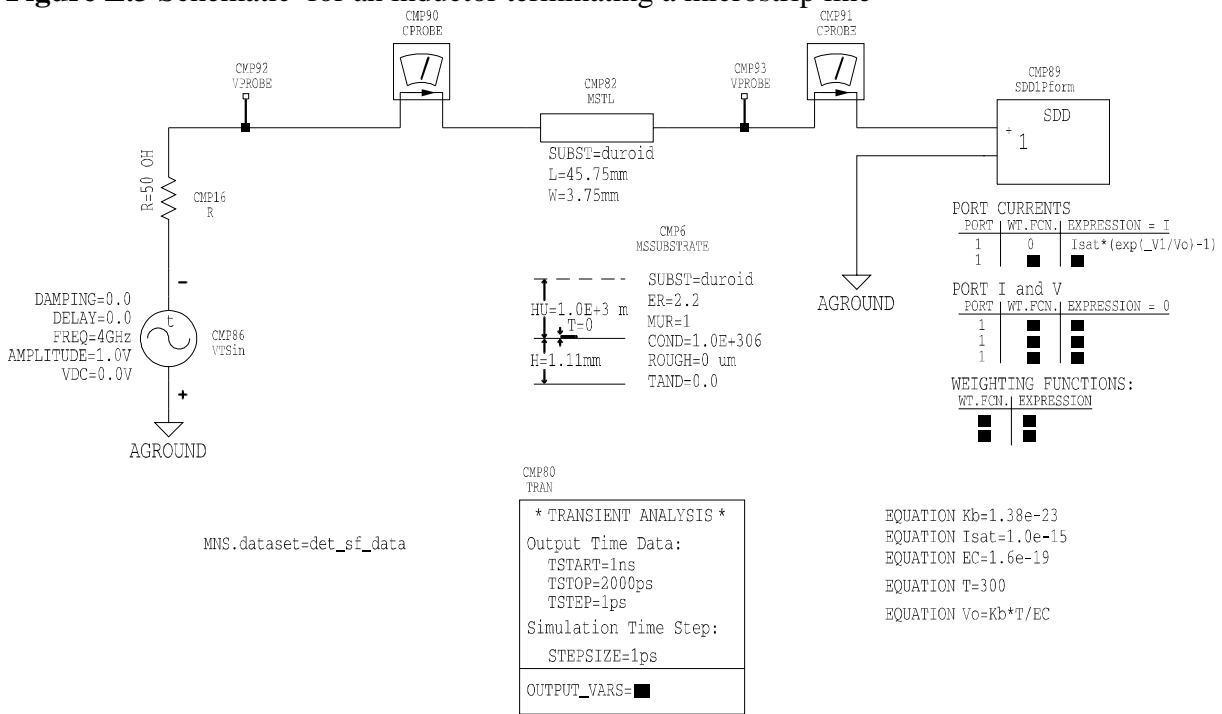 Figure 2.3 Schematic for an inductor terminating a microstrip line
CMP90
CPROBE
CMP91
CPROBE
CMP92
VPROBE
CMP82
MSTL
CMP93
VPROBE
CMP89
SDD1Pform
SDD
+
1
SUBST=duroid
L=45.75mm
W=3.75mm
R=50 OH
CMP16
R
CMP6
MSSUBSTRATE
SUBST=duroid
HU=1.0E+3 m
ER=2.2
T=0
MUR=1
COND=1.0E+306
H=1.11mm
ROUGH=0 um
TAND=0.0
AGROUND
PORT CURRENTS
PORT WT.FCN. EXPRESSION = I
1 0 Isat*(exp(_V1/Vo)-1)
1
PORT I and V
PORT WT.FCN. EXPRESSION = 0
1
1
1
WEIGHTING FUNCTIONS:
WT.FCN. EXPRESSION
-
DAMPING=0.0
DELAY=0.0
FREQ=4GHz
AMPLITUDE=1.0V
VDC=0.0V
t
CMP86
VTSin
+
AGROUND
CMP80
TRAN
* TRANSIENT ANALYSIS *
Output Time Data:
TSTART=1ns
TSTOP=2000ps
TSTEP=1ps
Simulation Time Step:
STEPSIZE=1ps
OUTPUT_VARS=
MNS.dataset=det_sf_data
EQUATION Kb=1.38e-23
EQUATION Isat=1.0e-15
EQUATION EC=1.6e-19
EQUATION T=300
EQUATION Vo=Kb*T/EC